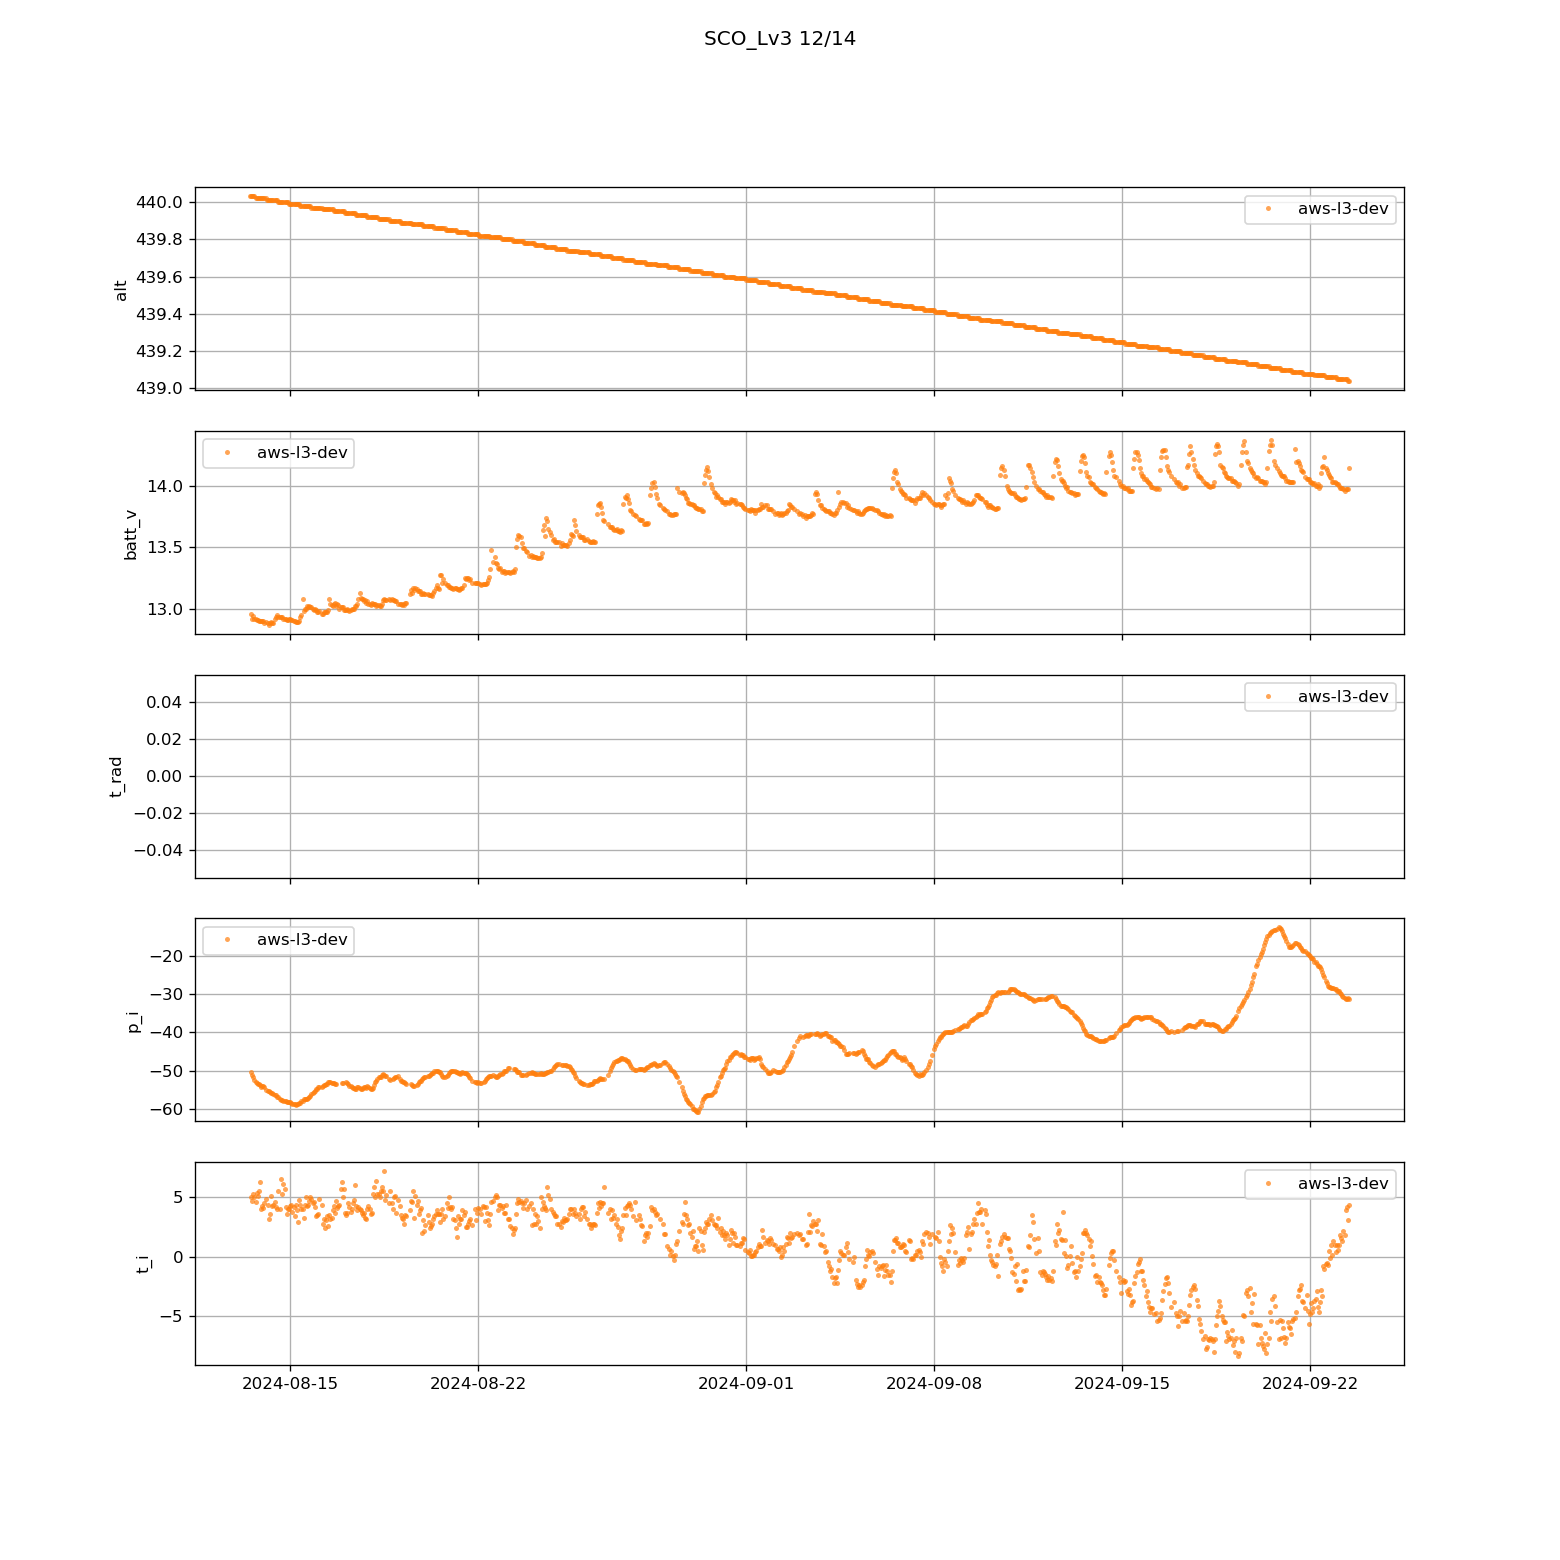 SCO_Lv3 12/14
440.0
439.8
439.6
439.4
439.2
439.0
alt
aws-l3-dev
14.0
13.5
13.0
batt_v
aws-l3-dev
0.04
0.02
0.00
−0.02
−0.04
t_rad
aws-l3-dev
−20
−30
−40
−50
−60
p_i
aws-l3-dev
5
0
−5
t_i
aws-l3-dev
2024-08-15
2024-08-22
2024-09-01
2024-09-08
2024-09-15
2024-09-22